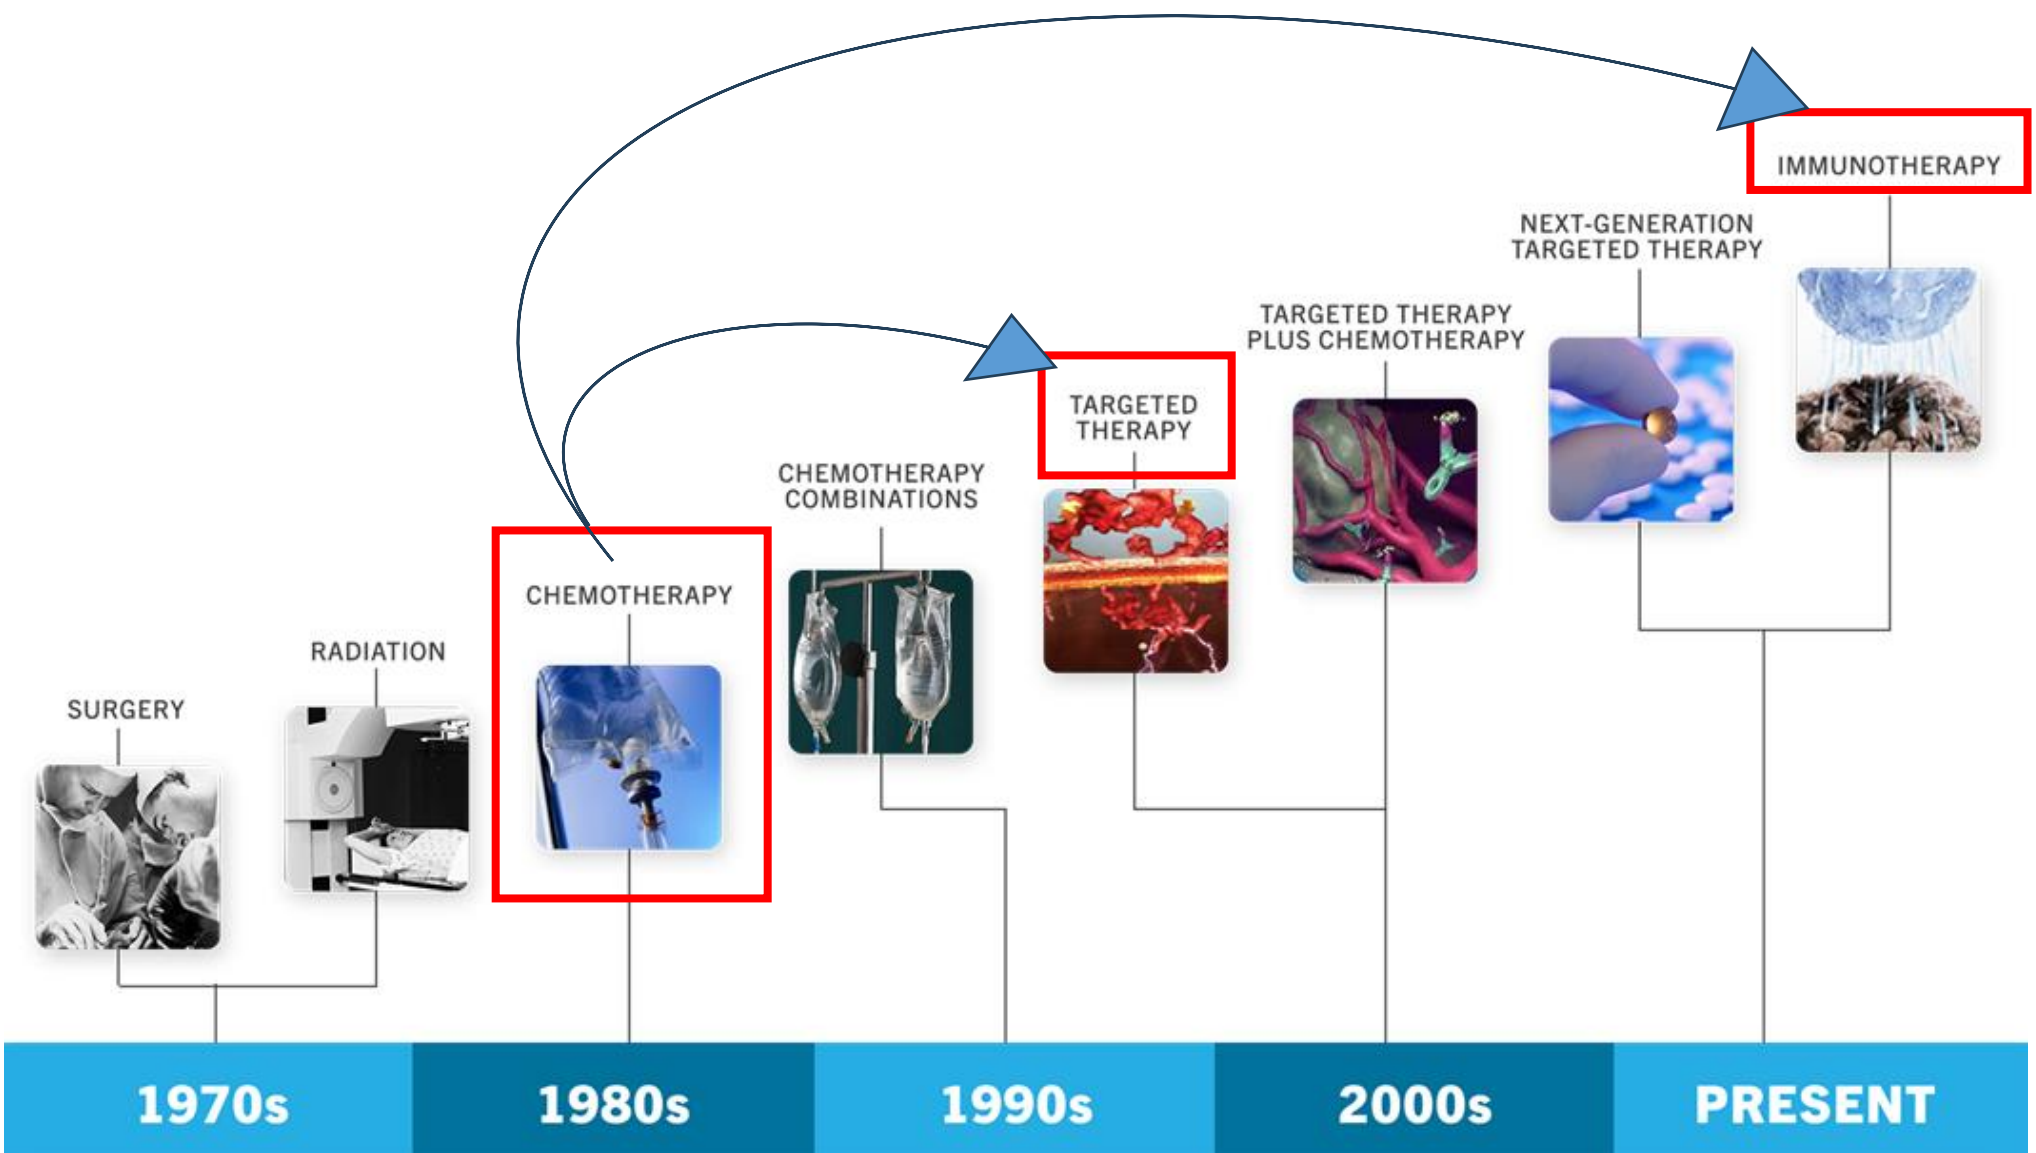 IMMUNOTHERAPY
NEXT-GENERATION
TARGETED THERAPY
TARGETED THERAPY
PLUS CHEMOTHERAPY
TARGETED
THERAPY
CHEMOTHERAPY
COMBINATIONS
CHEMOTHERAPY
RADIATION
SURGERY
1970s
1980s
1990s
2000s
PRESENT